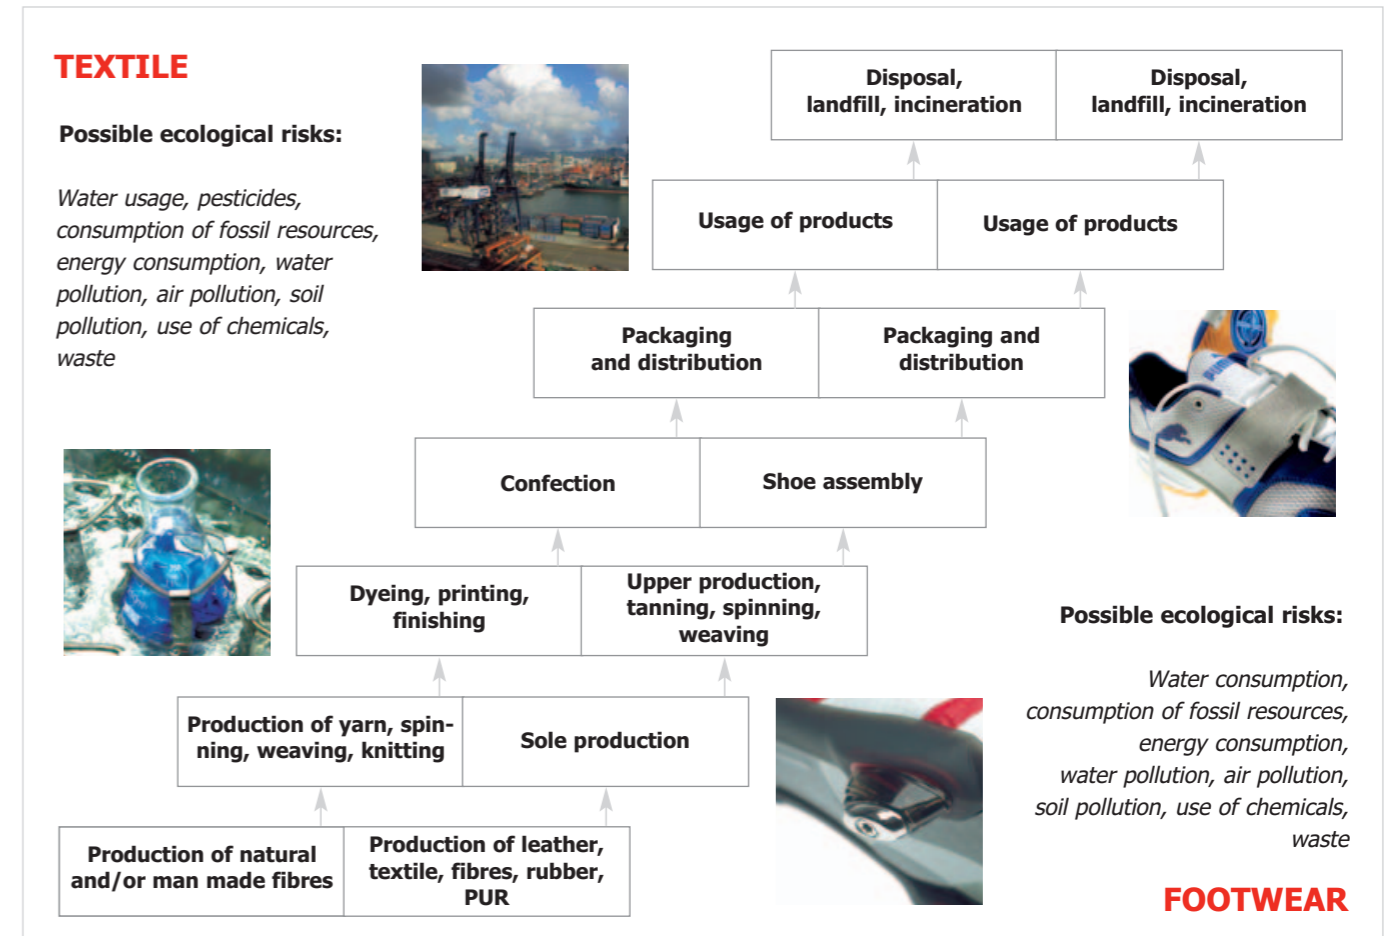 TEXTILE
Possible ecological risks:
Water usage, pesticides,
consumption of fossil resources,
energy consumption, water
pollution, air pollution, soil
pollution, use of chemicals,
waste
Disposal,
landfill, incineration
Disposal,
landfill, incineration
Usage of products
Usage of products
Packaging
and distribution
Packaging and
distribution
Confection
Shoe assembly
Dyeing, printing,
finishing
Upper production,
tanning, spinning,
weaving
Production of yarn, spin-
ning, weaving, knitting
Sole production
Production of natural
and/or man made fibres
Production of leather,
textile, fibres, rubber,
PUR
Possible ecological risks:
Water consumption,
consumption of fossil resources,
energy consumption,
water pollution, air pollution,
soil pollution, use of chemicals,
waste
FOOTWEAR